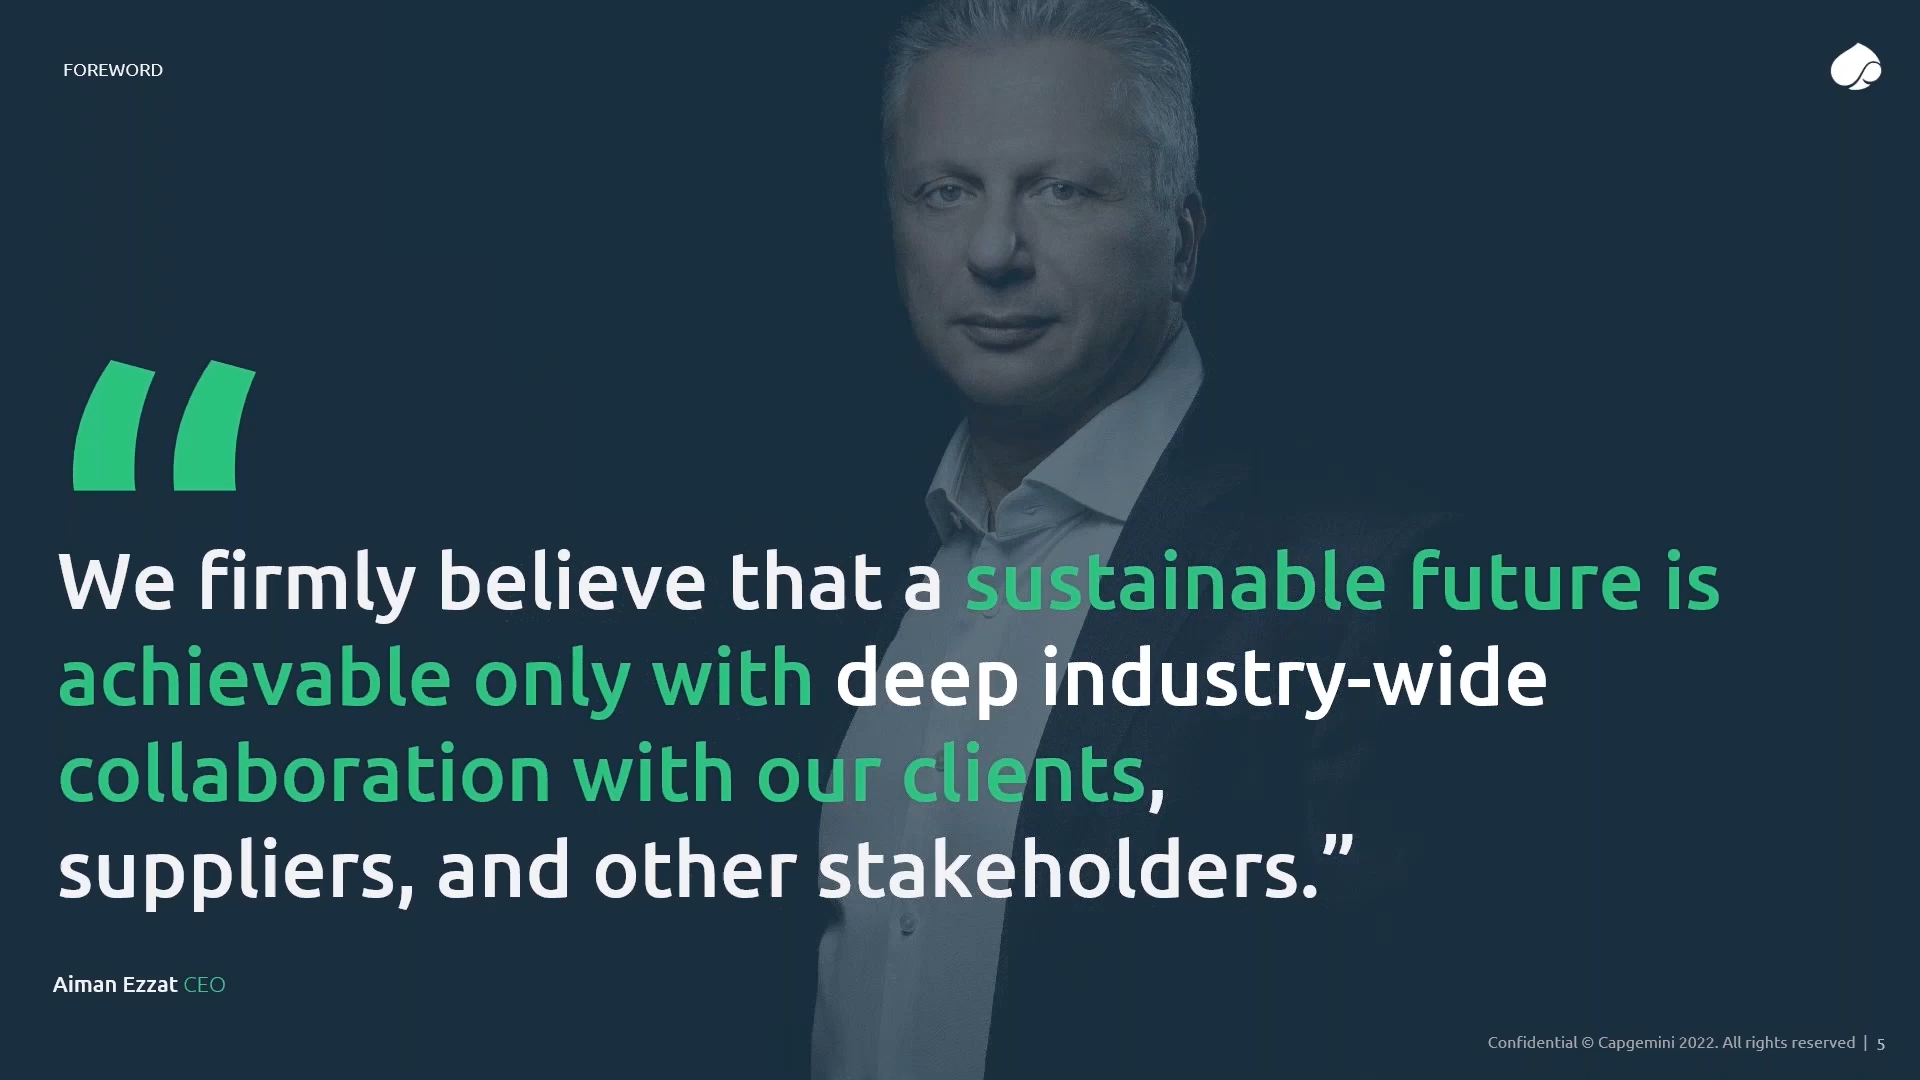 FOREWORD
“
We firmly believe that a sustainable future is
achievable only with deep industry-wide
collaboration with our clients,
suppliers, and other stakeholders.”
Aiman Ezzat CEO
Confidential © Capgemini 2022. All rights reserved | 5